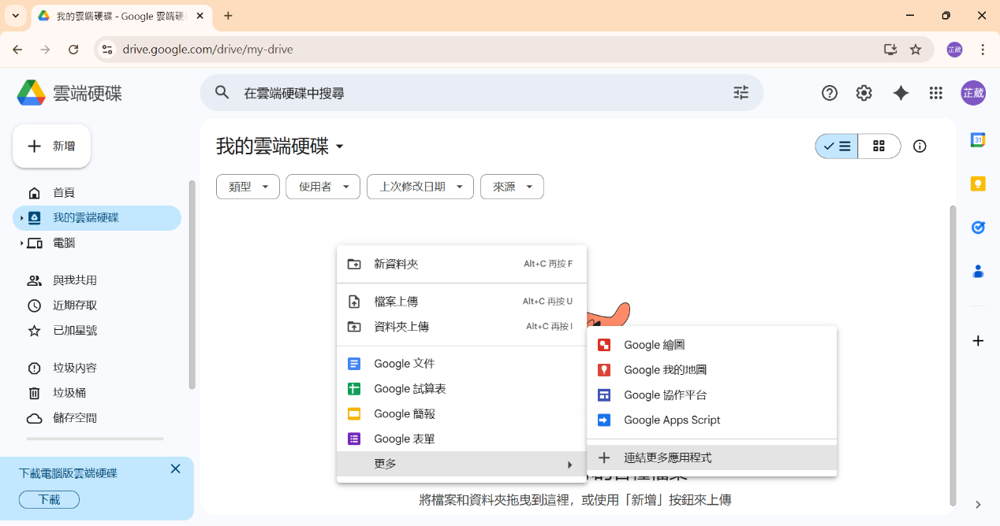 我的雲端硬碟 - Google 雲端硬
drive.google.com/drive/my-drive
芷葳
雲端硬碟
在雲端硬碟中搜尋
芷葳
新增
我的雲端硬碟
31
類型
使用者
上次修改日期
來源
首頁
我的雲端硬碟
電腦
與我共用
近期存取
已加星號
垃圾內容
垃圾桶
儲存空間
下載電腦版雲端硬碟
下載
新資料夾 Alt+C 再按 F
檔案上傳 Alt+C 再按 U
資料夾上傳 Alt+C 再按 I
Google 文件
Google 試算表
Google 簡報
Google 表單
更多
Google 繪圖
Google 我的地圖
Google 協作平台
Google Apps Script
連結更多應用程式
將檔案和資料夾拖曳到這裡，或使用「新增」按鈕來上傳